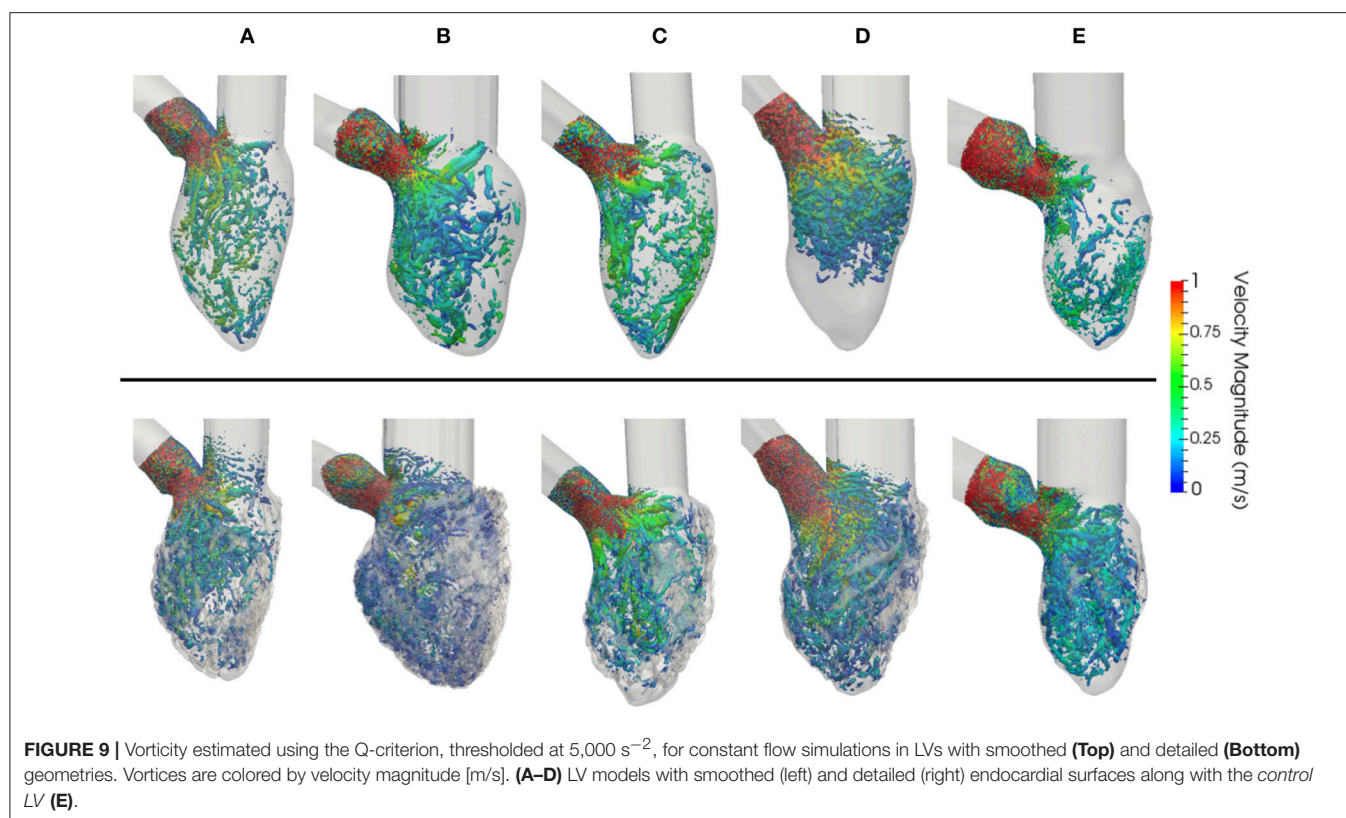 A B C D E
1
0.75
0.5
0.25
0
Velocity Magnitude (m/s)
FIGURE 9 | Vorticity estimated using the Q-criterion, thresholded at 5,000 s⁻², for constant flow simulations in LVs with smoothed (Top) and detailed (Bottom)
geometries. Vortices are colored by velocity magnitude [m/s]. (A–D) LV models with smoothed (left) and detailed (right) endocardial surfaces along with the control
LV (E).